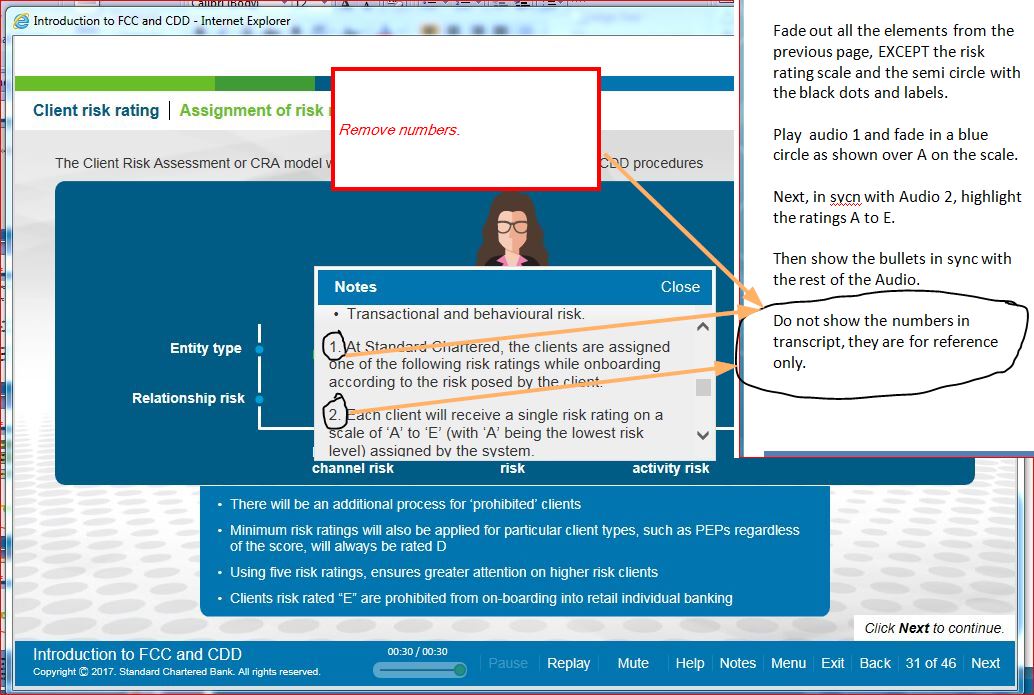 Introduction to FCC and CDD - Internet Explorer
Client risk rating | Assignment of risk
The Client Risk Assessment or CRA model
CDD procedures
Remove numbers.
Notes
Close
• Transactional and behavioural risk.
1. At Standard Chartered, the clients are assigned
one of the following risk ratings while onboarding
according to the risk posed by the client.
2. Each client will receive a single risk rating on a
scale of ‘A’ to ‘E’ (with ‘A’ being the lowest risk
level) assigned by the system.
Entity type
Relationship risk
channel risk
risk
activity risk
• There will be an additional process for ‘prohibited’ clients
• Minimum risk ratings will also be applied for particular client types, such as PEPs regardless
of the score, will always be rated D
• Using five risk ratings, ensures greater attention on higher risk clients
• Clients risk rated “E” are prohibited from on-boarding into retail individual banking
Click Next to continue.
Introduction to FCC and CDD
Copyright © 2017. Standard Chartered Bank. All rights reserved.
00:30 / 00:30
Pause
Replay
Mute
Help
Notes
Menu
Exit
Back
31 of 46
Next
Fade out all the elements from the
previous page, EXCEPT the risk
rating scale and the semi circle with
the black dots and labels.
Play audio 1 and fade in a blue
circle as shown over A on the scale.
Next, in sycn with Audio 2, highlight
the ratings A to E.
Then show the bullets in sync with
the rest of the Audio.
Do not show the numbers in
transcript, they are for reference
only.